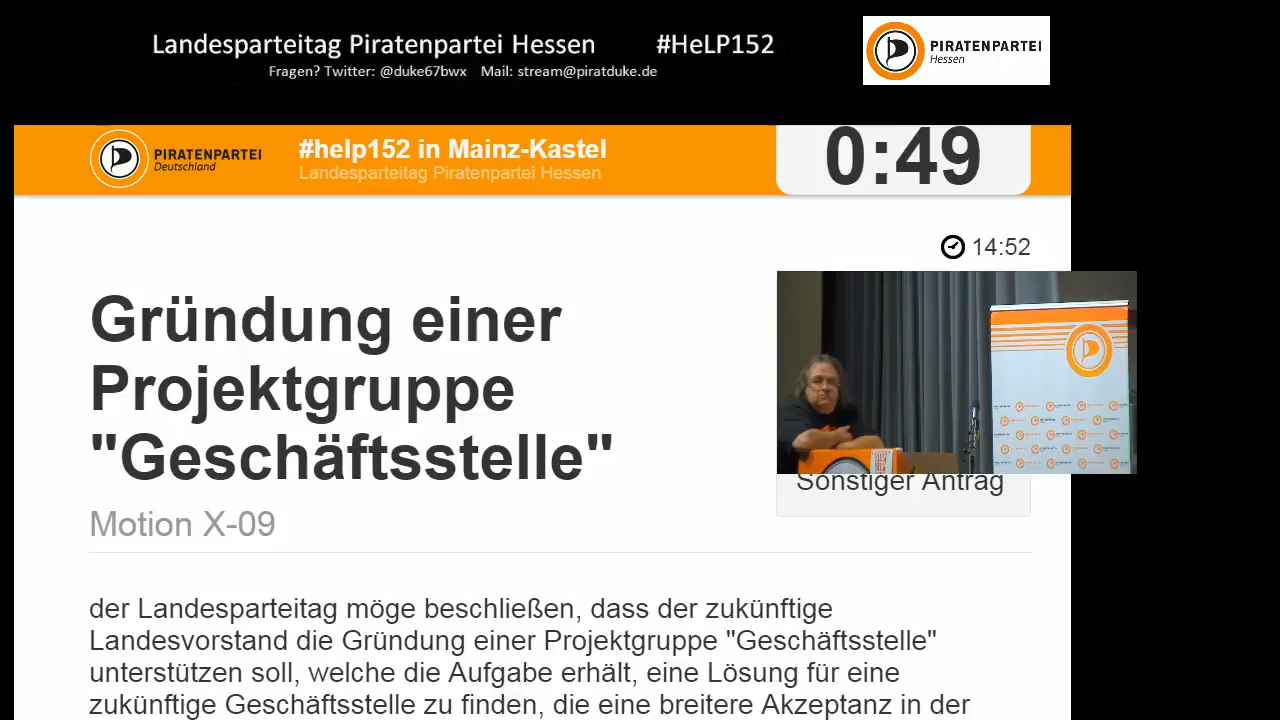 Landesparteitag Piratenpartei Hessen #HeLP152
Fragen? Twitter: @duke67bwx Mail: stream@piratduke.de
PIRATENPARTEI
Hessen
PIRATENPARTEI
Deutschland
#help152 in Mainz-Kastel
Landesparteitag Piratenpartei Hessen
0:49
14:52
Gründung einer
Projektgruppe
"Geschäftsstelle"
Sonstiger Antrag
Motion X-09
der Landesparteitag möge beschließen, dass der zukünftige
Landesvorstand die Gründung einer Projektgruppe "Geschäftsstelle"
unterstützen soll, welche die Aufgabe erhält, eine Lösung für eine
zukünftige Geschäftsstelle zu finden, die eine breitere Akzeptanz in der